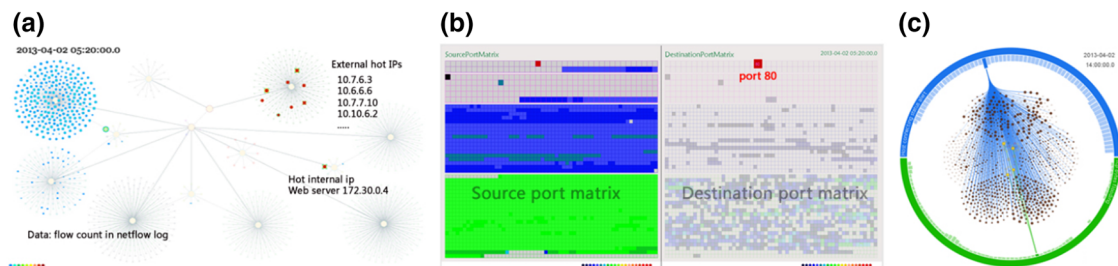 (a)
2013-04-02 05:20:00.0
External hot IPs
10.7.6.3
10.6.6.6
10.7.7.10
10.10.6.2
.....
Hot internal ip
Web server 172.30.0.4
Data: flow count in netflow log
(b)
SourcePortMatrix
Source port matrix
DestinationPortMatrix
2013-04-02 05:20:00.0
port 80
Destination port matrix
(c)
2013-04-02
14:00:00.0